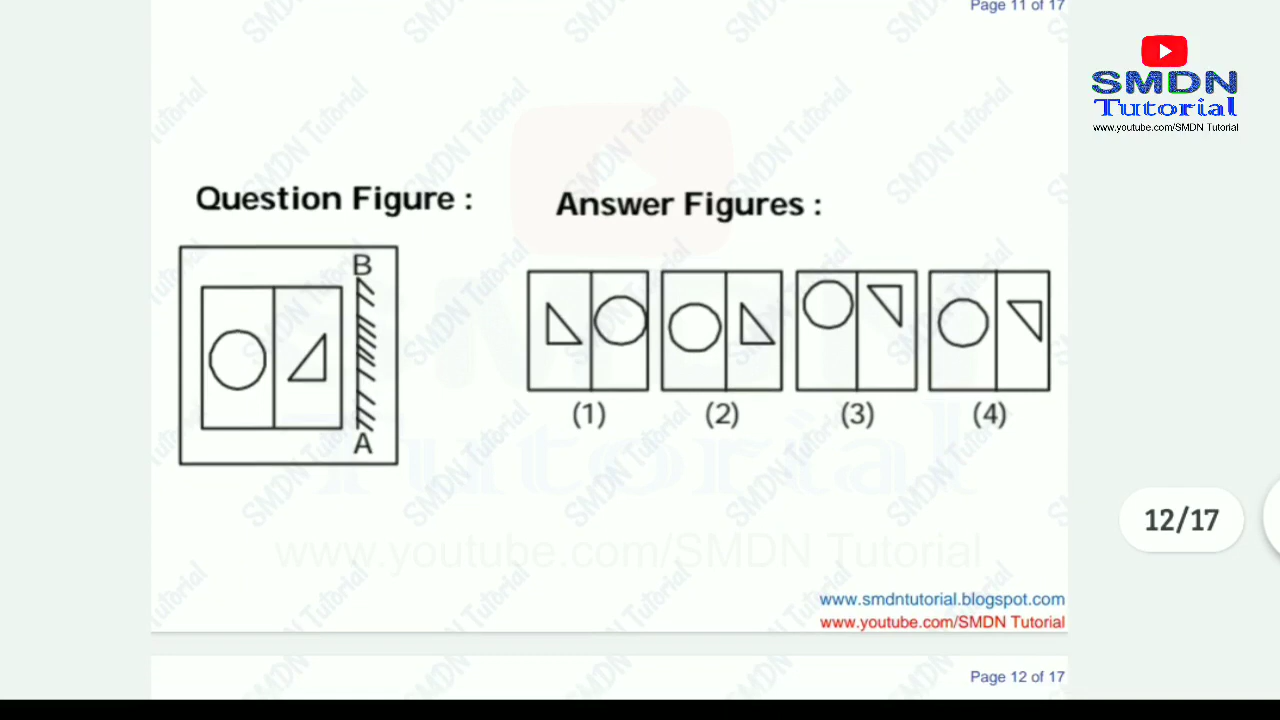 Page 11 of 17
SMDN
Tutorial
www.youtube.com/SMDN Tutorial
Question Figure :
Answer Figures :
B
A
(1) (2) (3) (4)
SMDN
Tutorial
www.youtube.com/SMDN Tutorial
12/17
www.smdntutorial.blogspot.com
www.youtube.com/SMDN Tutorial
Page 12 of 17